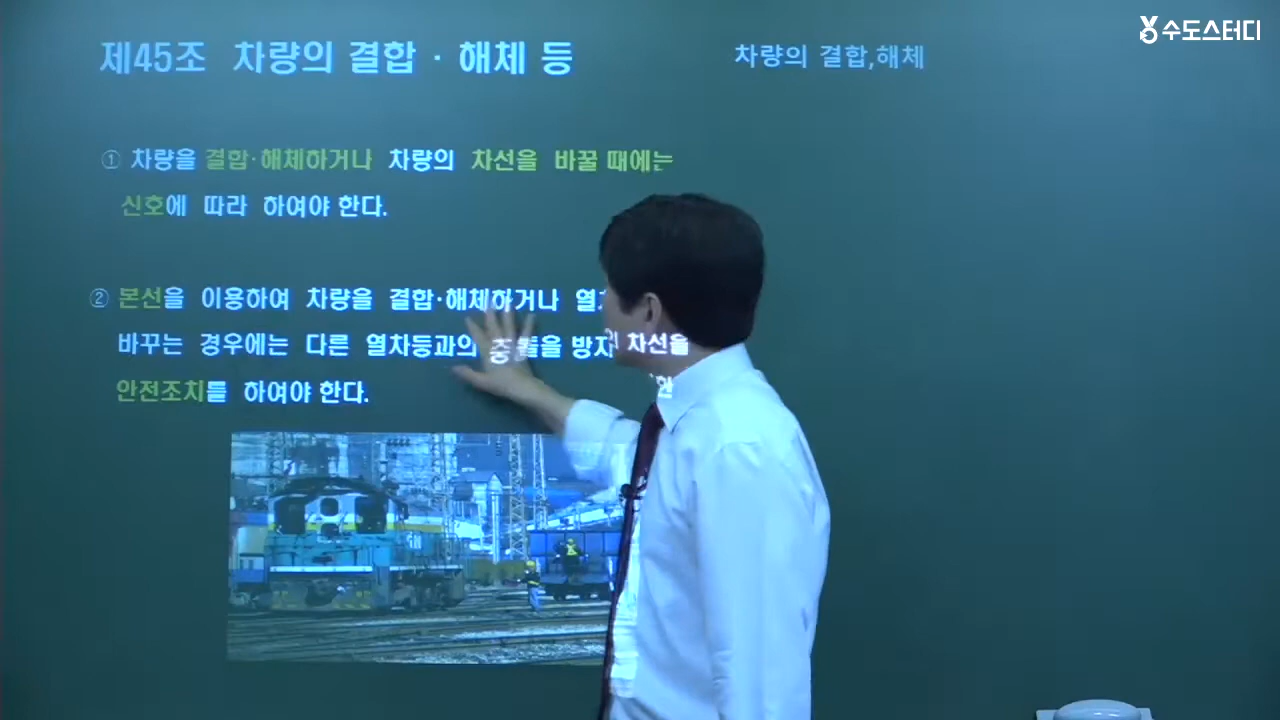 수도스터디
제45조 차량의 결합 · 해체 등
차량의 결합,해체
① 차량을 결합·해체하거나 차량의 차선을 바꿀 때에는
신호에 따라 하여야 한다.
② 본선을 이용하여 차량을 결합·해체하거나 열차
바꾸는 경우에는 다른 열차등과의 충돌을 방지 차선을
안전조치를 하여야 한다.